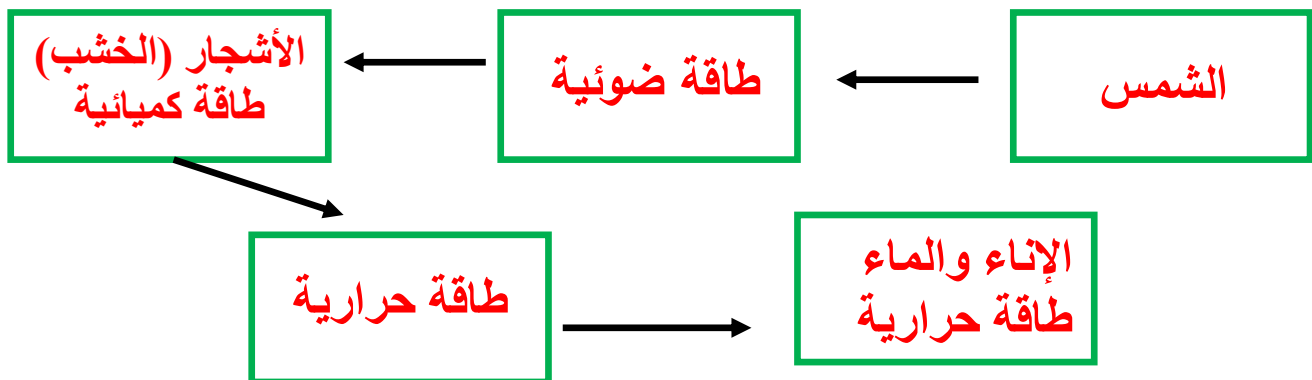 الشمس
طاقة ضوئية
الأشجار (الخشب)
طاقة كميائية
طاقة حرارية
الإناء والماء
طاقة حرارية